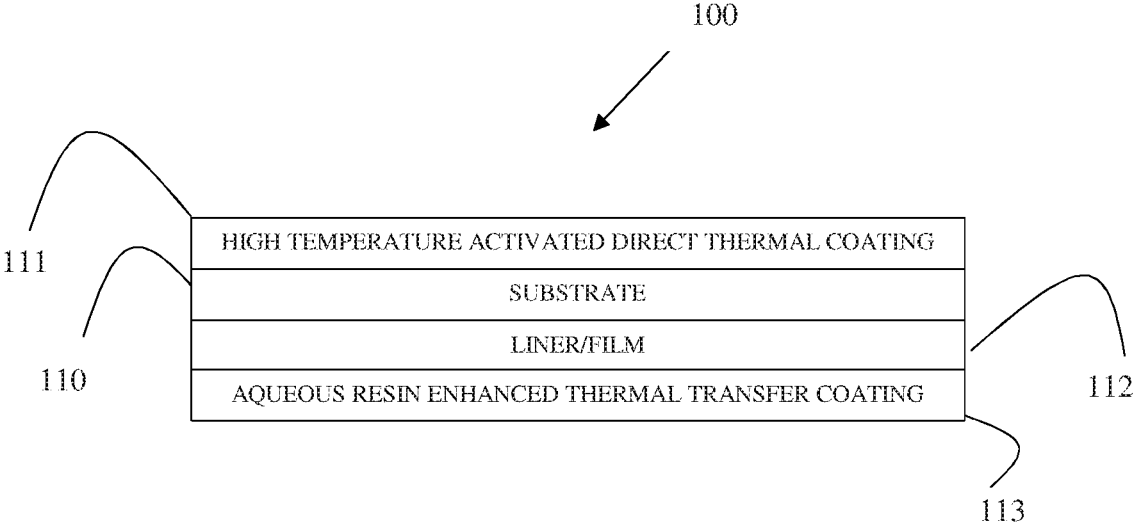 100
HIGH TEMPERATURE ACTIVATED DIRECT THERMAL COATING
111
SUBSTRATE
LINER/FILM
110
112
AQUEOUS RESIN ENHANCED THERMAL TRANSFER COATING
113